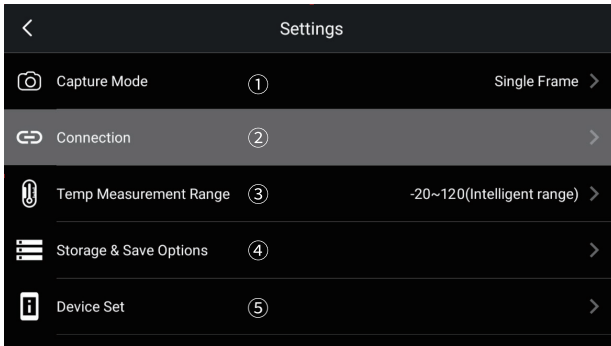 Settings
Capture Mode ① Single Frame
Connection ②
Temp Measurement Range ③ -20~120(Intelligent range)
Storage & Save Options ④
Device Set ⑤